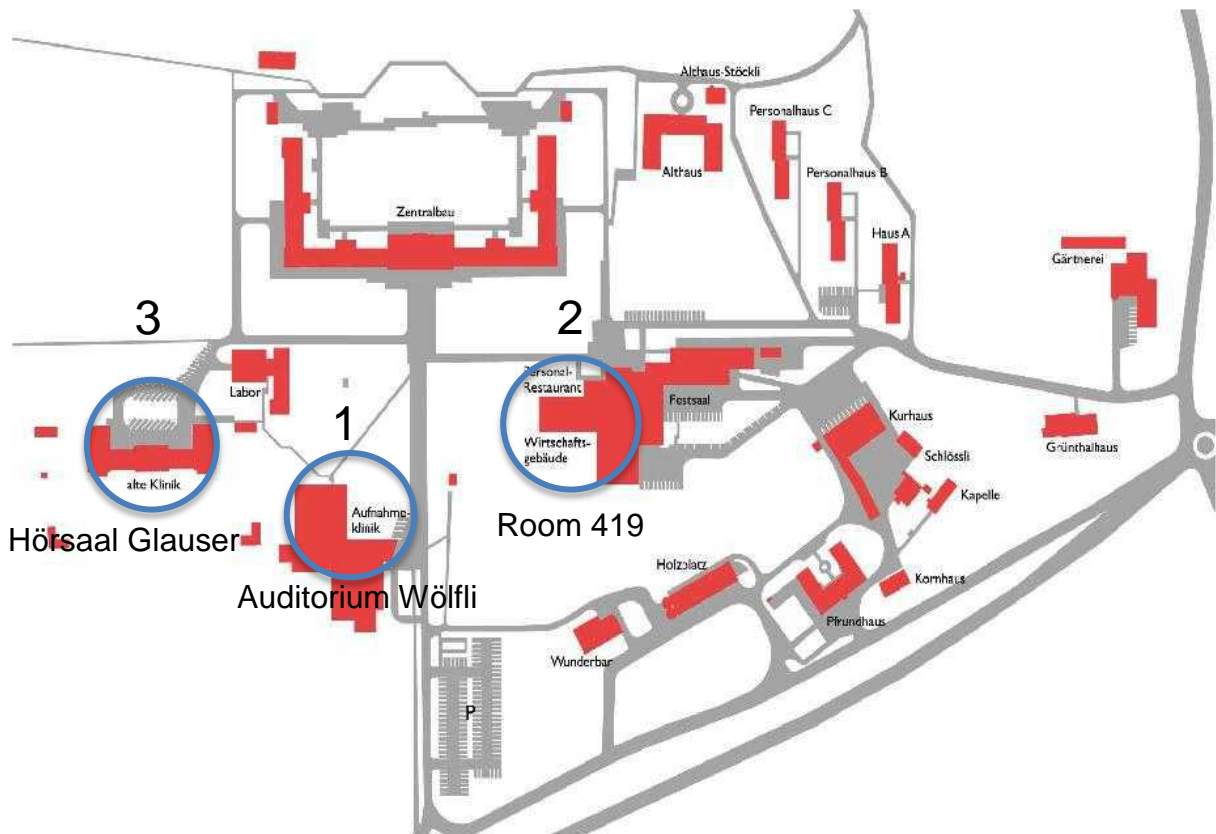 Althaus-Stöckli
Personalhaus C
Althaus
Personalhaus B
Zentralbau
Haus A
Gärtnerei
3
2
Personal-
Restaurant
Labor
Festsaal
1
Kurhaus
Wirtschafts-
gebäude
Grünthalhaus
Schlössli
alte Klinik
Kapelle
Aufnahme-
klinik
Room 419
Hörsaal Glauser
Holzplatz
Kornhaus
Auditorium Wölfli
Pfrundhaus
Wunderbar
P